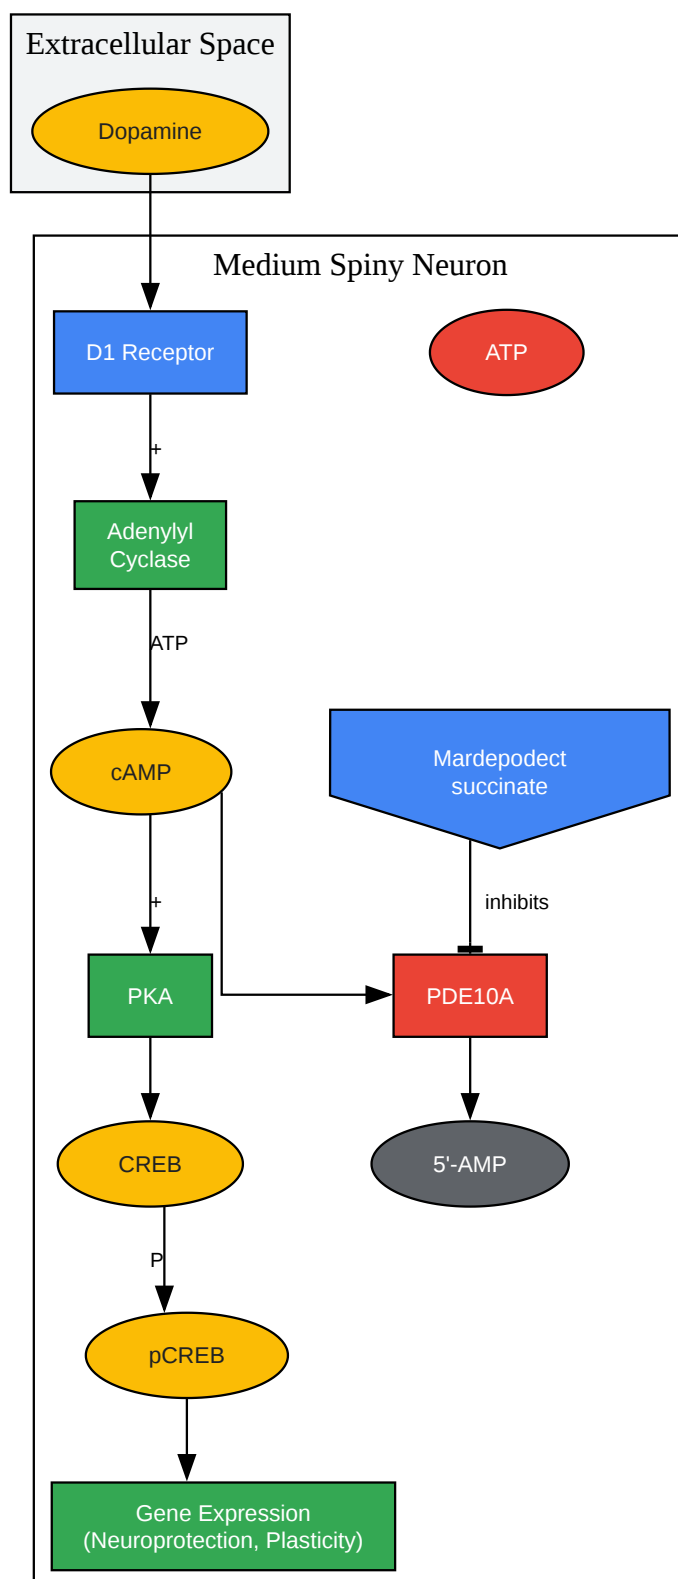 Extracellular Space
Dopamine
Medium Spiny Neuron
D1 Receptor
ATP
+
Adenylyl
Cyclase
ATP
cAMP
Mardepodect
succinate
+
inhibits
PKA
PDE10A
CREB
5'-AMP
P
pCREB
Gene Expression
(Neuroprotection, Plasticity)